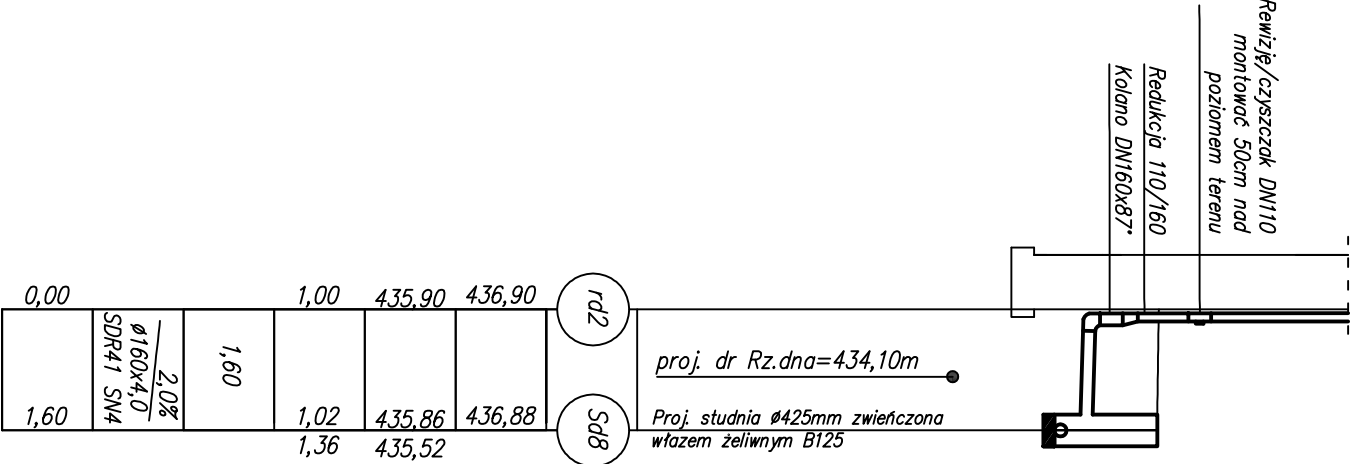 Rewizję/czyszczak DN110
montować 50cm nad
poziomem terenu
Redukcja 110/160
Kolano DN160x87°
0,00
1,00
435,90
436,90
rd2
2,0%
ø160x4,0
SDR41 SN4
1,60
proj. dr Rz.dna=434,10m
1,60
1,02
435,86
436,88
Sd8
Proj. studnia ø425mm zwieńczona
włazem żeliwnym B125
1,36
435,52